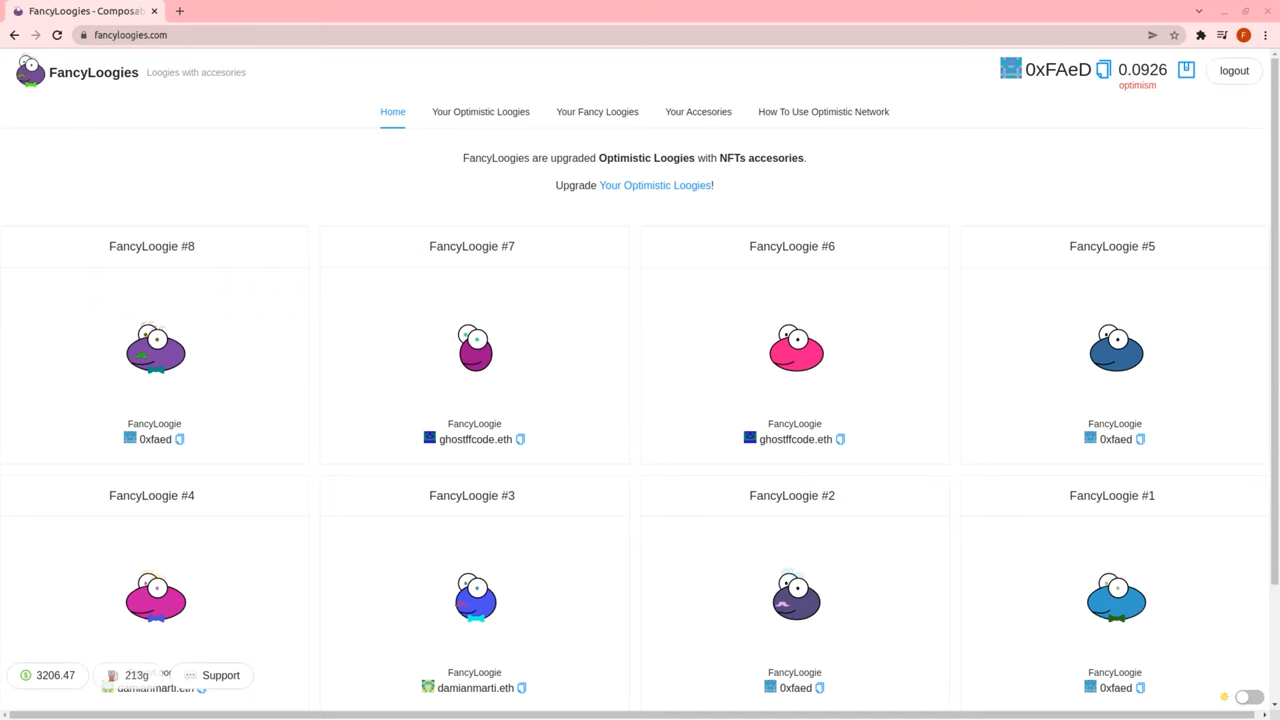 FancyLoogies - Composab
fancyloogies.com
F
FancyLoogies
Loogies with accesories
0xFAeD
0.0926
logout
optimism
Home
Your Optimistic Loogies
Your Fancy Loogies
Your Accesories
How To Use Optimistic Network
FancyLoogies are upgraded Optimistic Loogies with NFTs accesories.
Upgrade Your Optimistic Loogies!
FancyLoogie #8
FancyLoogie #7
FancyLoogie #6
FancyLoogie #5
FancyLoogie
FancyLoogie
FancyLoogie
FancyLoogie
0xfaed
ghostffcode.eth
ghostffcode.eth
0xfaed
FancyLoogie #4
FancyLoogie #3
FancyLoogie #2
FancyLoogie #1
FancyLoogie
FancyLoogie
FancyLoogie
damianmarti.eth
damianmarti.eth
0xfaed
0xfaed
3206.47
213g
Support